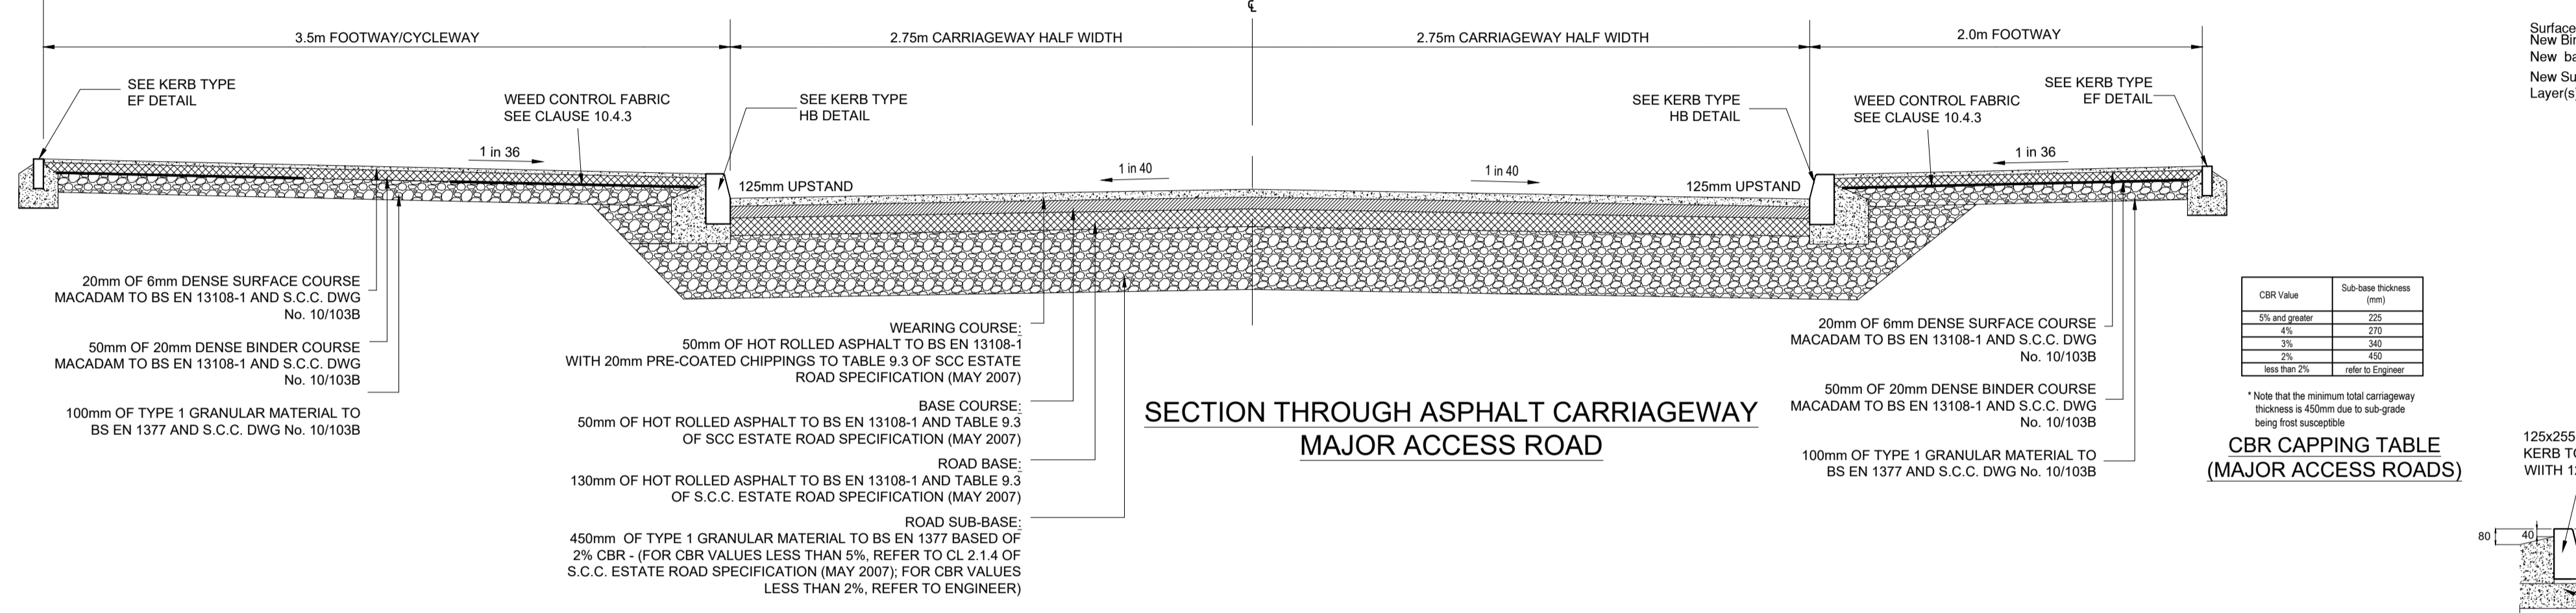 ℄
3.5m FOOTWAY/CYCLEWAY
2.75m CARRIAGEWAY HALF WIDTH
2.75m CARRIAGEWAY HALF WIDTH
2.0m FOOTWAY
SEE KERB TYPE
EF DETAIL
WEED CONTROL FABRIC
SEE CLAUSE 10.4.3
SEE KERB TYPE
HB DETAIL
SEE KERB TYPE
HB DETAIL
WEED CONTROL FABRIC
SEE CLAUSE 10.4.3
SEE KERB TYPE
EF DETAIL
1 in 36
125mm UPSTAND
1 in 40
1 in 40
125mm UPSTAND
1 in 36
20mm OF 6mm DENSE SURFACE COURSE
MACADAM TO BS EN 13108-1 AND S.C.C. DWG
No. 10/103B
50mm OF 20mm DENSE BINDER COURSE
MACADAM TO BS EN 13108-1 AND S.C.C. DWG
No. 10/103B
100mm OF TYPE 1 GRANULAR MATERIAL TO
BS EN 1377 AND S.C.C. DWG No. 10/103B
WEARING COURSE:
50mm OF HOT ROLLED ASPHALT TO BS EN 13108-1
WITH 20mm PRE-COATED CHIPPINGS TO TABLE 9.3 OF SCC ESTATE
ROAD SPECIFICATION (MAY 2007)
BASE COURSE:
50mm OF HOT ROLLED ASPHALT TO BS EN 13108-1 AND TABLE 9.3
OF SCC ESTATE ROAD SPECIFICATION (MAY 2007)
ROAD BASE:
130mm OF HOT ROLLED ASPHALT TO BS EN 13108-1 AND TABLE 9.3
OF S.C.C. ESTATE ROAD SPECIFICATION (MAY 2007)
ROAD SUB-BASE:
450mm OF TYPE 1 GRANULAR MATERIAL TO BS EN 1377 BASED OF
2% CBR - (FOR CBR VALUES LESS THAN 5%, REFER TO CL 2.1.4 OF
S.C.C. ESTATE ROAD SPECIFICATION (MAY 2007); FOR CBR VALUES
LESS THAN 2%, REFER TO ENGINEER)
SECTION THROUGH ASPHALT CARRIAGEWAY
MAJOR ACCESS ROAD
20mm OF 6mm DENSE SURFACE COURSE
MACADAM TO BS EN 13108-1 AND S.C.C. DWG
No. 10/103B
50mm OF 20mm DENSE BINDER COURSE
MACADAM TO BS EN 13108-1 AND S.C.C. DWG
No. 10/103B
100mm OF TYPE 1 GRANULAR MATERIAL TO
BS EN 1377 AND S.C.C. DWG No. 10/103B
CBR Value Sub-base thickness
(mm)
5% and greater 225
4% 270
3% 340
2% 450
less than 2% refer to Engineer
* Note that the minimum total carriageway
thickness is 450mm due to sub-grade
being frost susceptible
CBR CAPPING TABLE
(MAJOR ACCESS ROADS)
Surface
New
New
New
Layer(s)
125x255
KERB
80
40